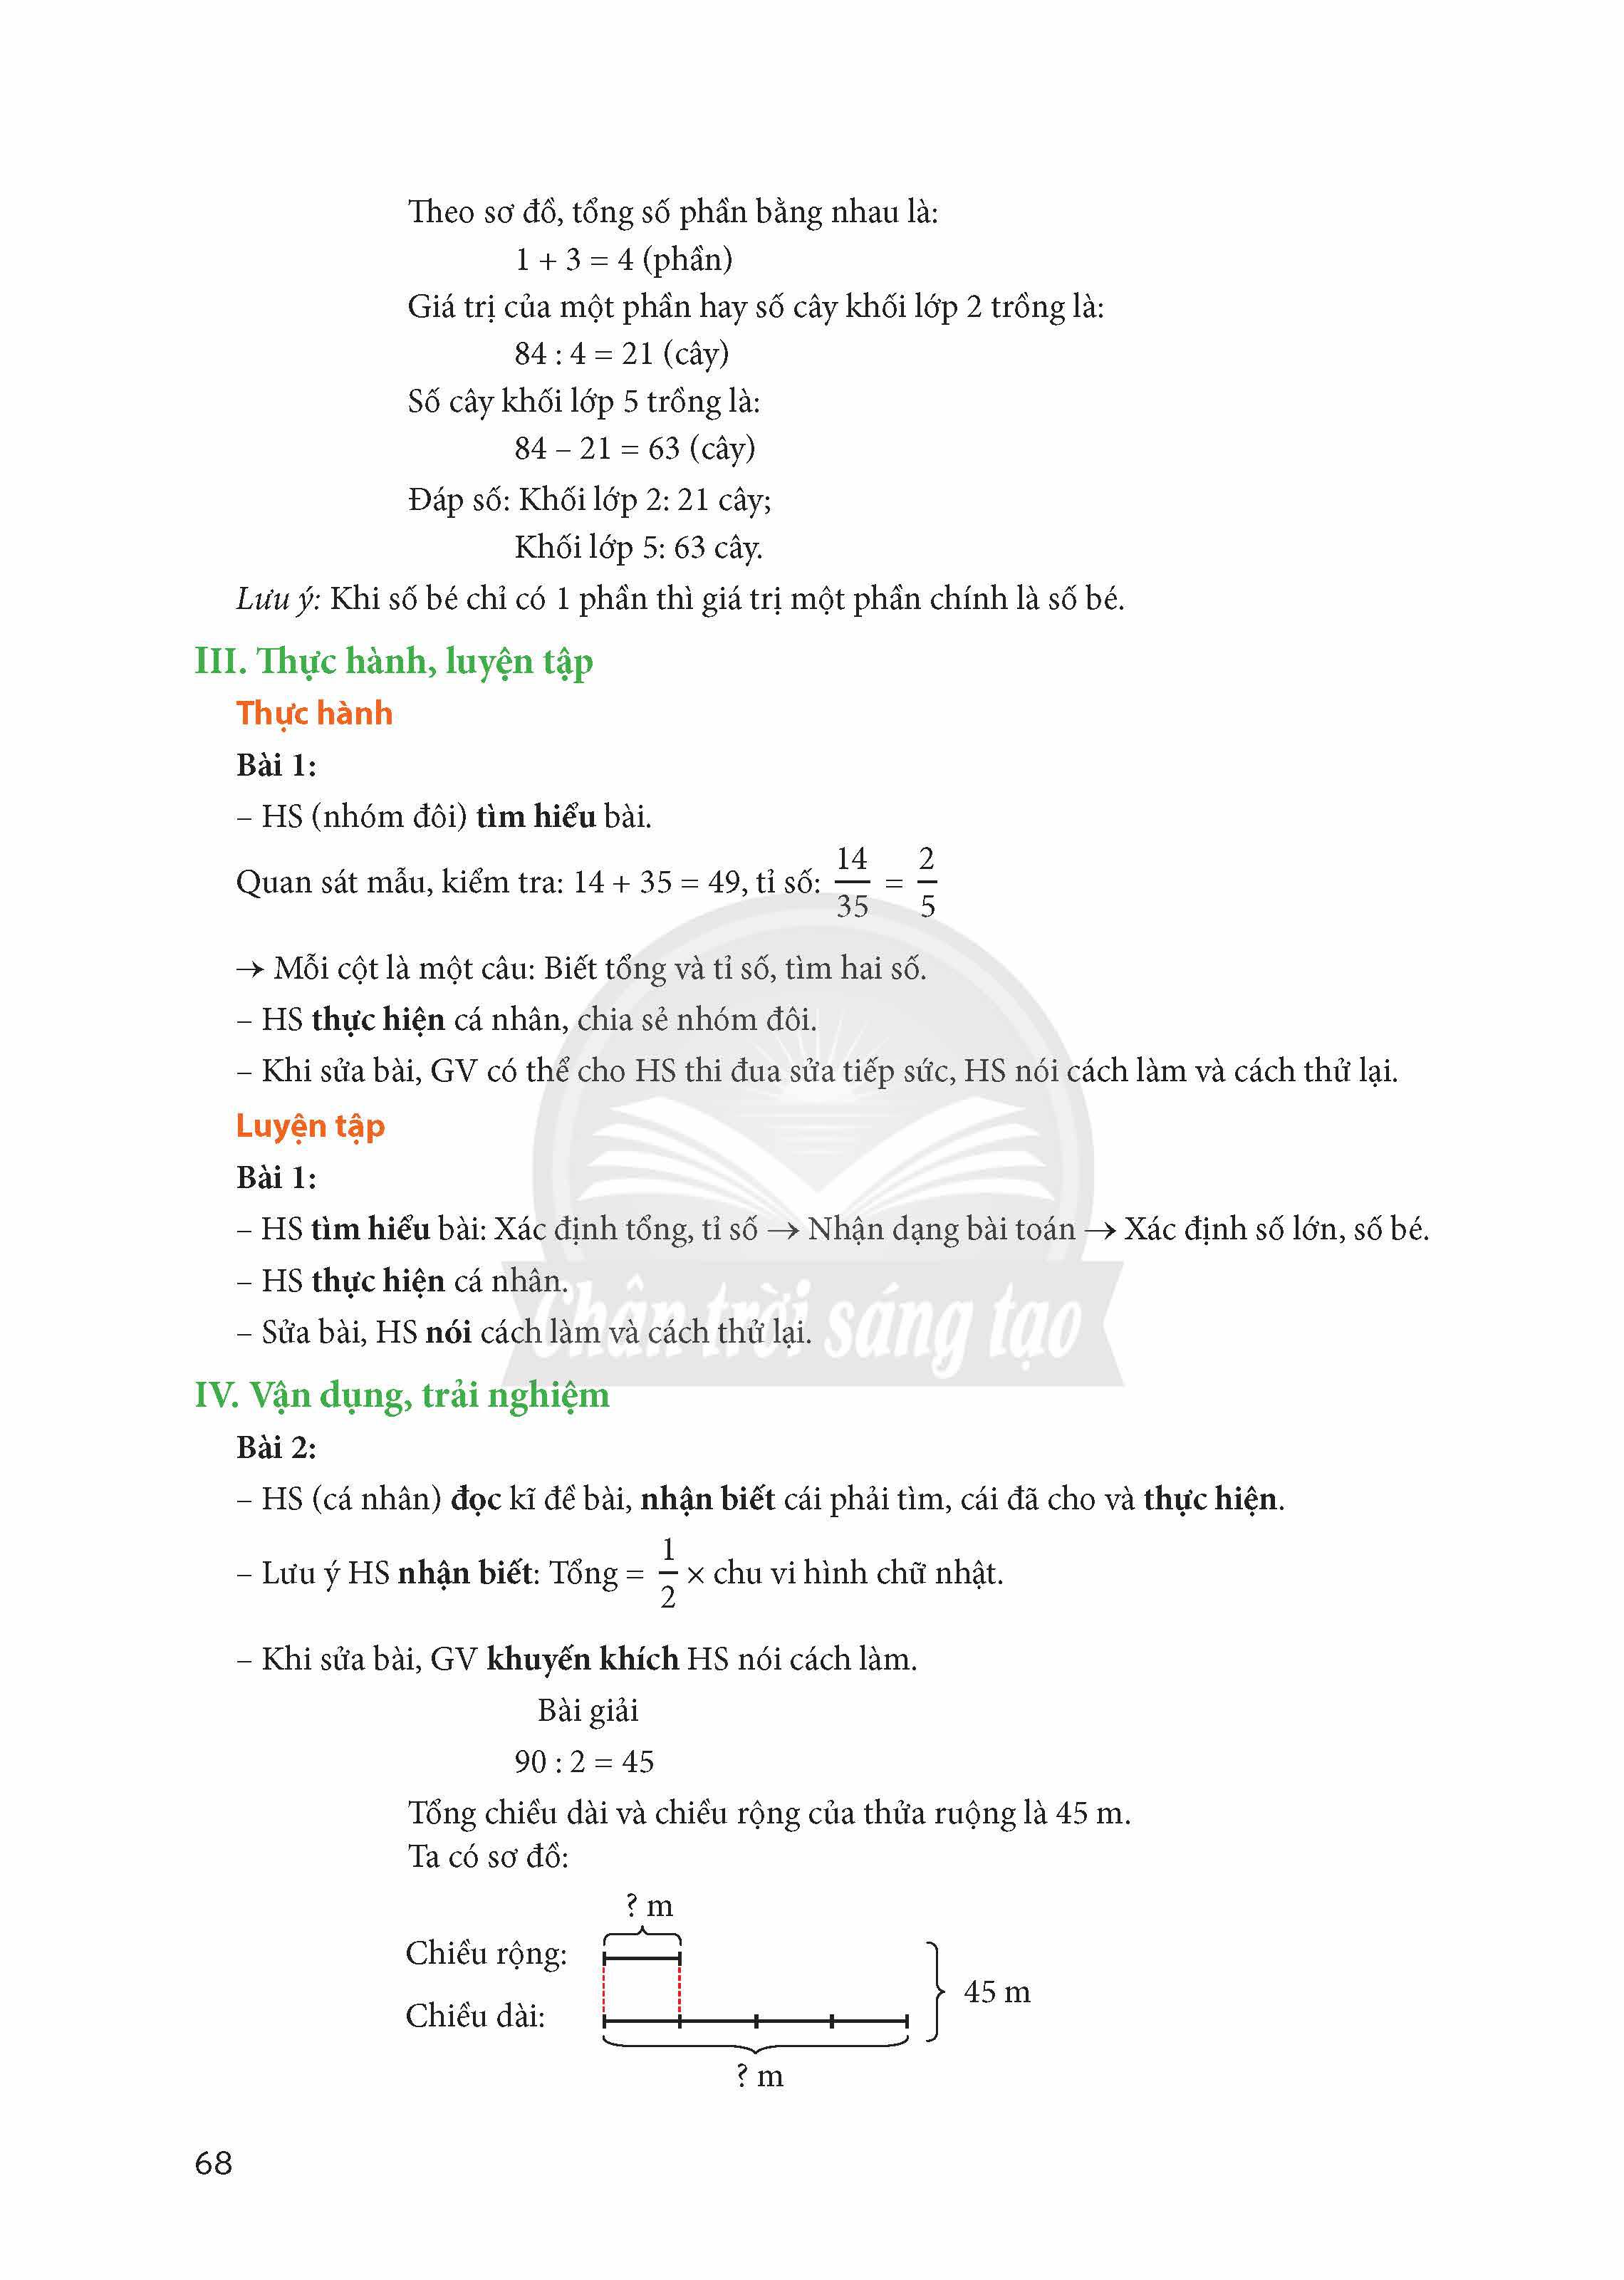 Theo sơ đồ, tổng số phần bằng nhau là:
1 + 3 = 4 (phần)
Giá trị của một phần hay số cây khối lớp 2 trồng là:
84 : 4 = 21 (cây)
Số cây khối lớp 5 trồng là:
84 – 21 = 63 (cây)
Đáp số: Khối lớp 2: 21 cây;
Khối lớp 5: 63 cây.
Lưu ý: Khi số bé chỉ có 1 phần thì giá trị một phần chính là số bé.
III. Thực hành, luyện tập
Thực hành
Bài 1:
– HS (nhóm đôi) tìm hiểu bài.
Quan sát mẫu, kiểm tra: 14 + 35 = 49, tỉ số: 14/35 = 2/5
→ Mỗi cột là một câu: Biết tổng và tỉ số, tìm hai số.
– HS thực hiện cá nhân, chia sẻ nhóm đôi.
– Khi sửa bài, GV có thể cho HS thi đua sửa tiếp sức, HS nói cách làm và cách thử lại.
Luyện tập
Bài 1:
– HS tìm hiểu bài: Xác định tổng, tỉ số → Nhận dạng bài toán → Xác định số lớn, số bé.
– HS thực hiện cá nhân.
– Sửa bài, HS nói cách làm và cách thử lại.
Chân trời sáng tạo
IV. Vận dụng, trải nghiệm
Bài 2:
– HS (cá nhân) đọc kĩ đề bài, nhận biết cái phải tìm, cái đã cho và thực hiện.
– Lưu ý HS nhận biết: Tổng = 1/2 × chu vi hình chữ nhật.
– Khi sửa bài, GV khuyến khích HS nói cách làm.
Bài giải
90 : 2 = 45
Tổng chiều dài và chiều rộng của thửa ruộng là 45 m.
Ta có sơ đồ:
? m
Chiều rộng:
45 m
Chiều dài:
? m
68